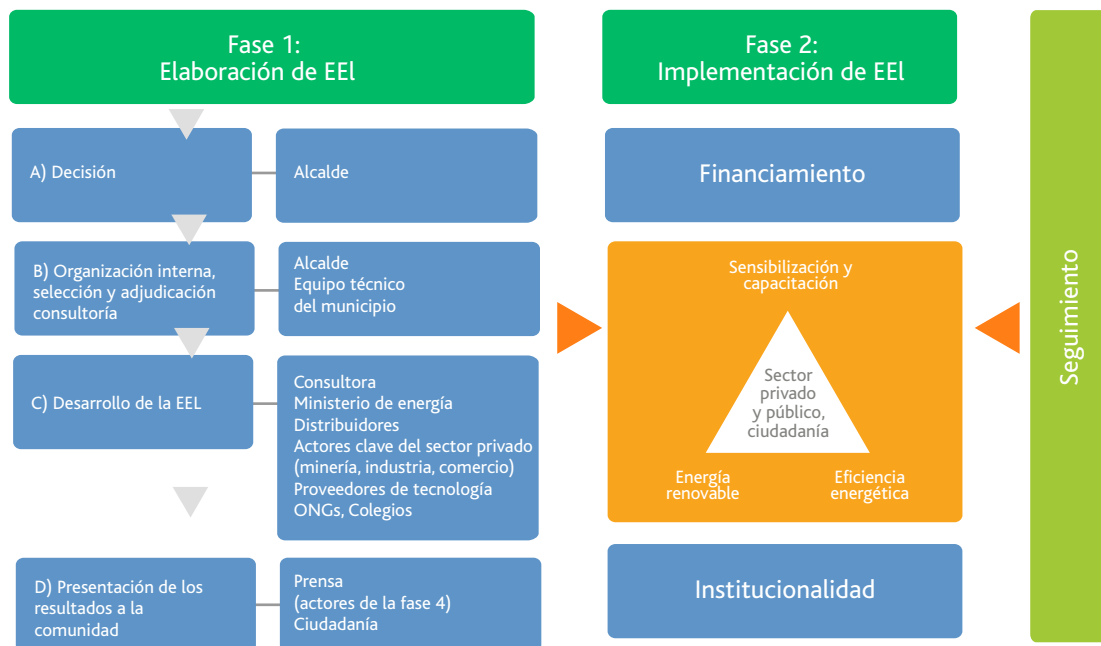 Fase 1:
Elaboración de EEl
A) Decisión
Alcalde
B) Organización interna,
selección y adjudicación
consultoría
Alcalde
Equipo técnico
del municipio
C) Desarrollo de la EEL
Consultora
Ministerio de energía
Distribuidores
Actores clave del sector privado
(minería, industria, comercio)
Proveedores de tecnología
ONGs, Colegios
D) Presentación de los
resultados a la
comunidad
Prensa
(actores de la fase 4)
Ciudadanía
Fase 2:
Implementación de EEl
Financiamiento
Sensibilización y
capacitación
Sector
privado
y público,
ciudadanía
Energía
renovable
Eficiencia
energética
Institucionalidad
Seguimiento